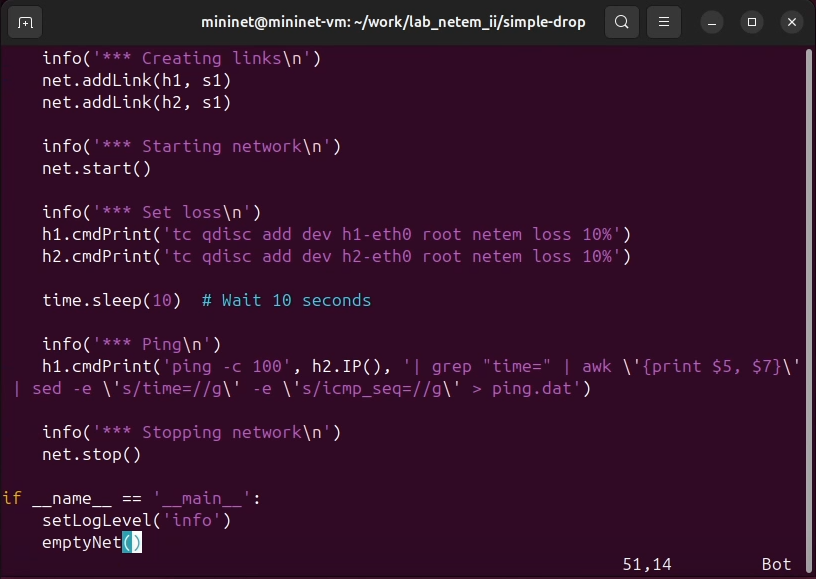 mininet@mininet-vm: ~/work/lab_netem_ii/simple-drop
    info('*** Creating links\n')
    net.addLink(h1, s1)
    net.addLink(h2, s1)

    info('*** Starting network\n')
    net.start()

    info('*** Set loss\n')
    h1.cmdPrint('tc qdisc add dev h1-eth0 root netem loss 10%')
    h2.cmdPrint('tc qdisc add dev h2-eth0 root netem loss 10%')

    time.sleep(10)  # Wait 10 seconds

    info('*** Ping\n')
    h1.cmdPrint('ping -c 100', h2.IP(), '| grep "time=" | awk \'{print $5, $7}\'
 | sed -e \'s/time=//g\' -e \'s/icmp_seq=//g\' > ping.dat')

    info('*** Stopping network\n')
    net.stop()

if __name__ == '__main__':
    setLogLevel('info')
    emptyNet()
51,14 Bot